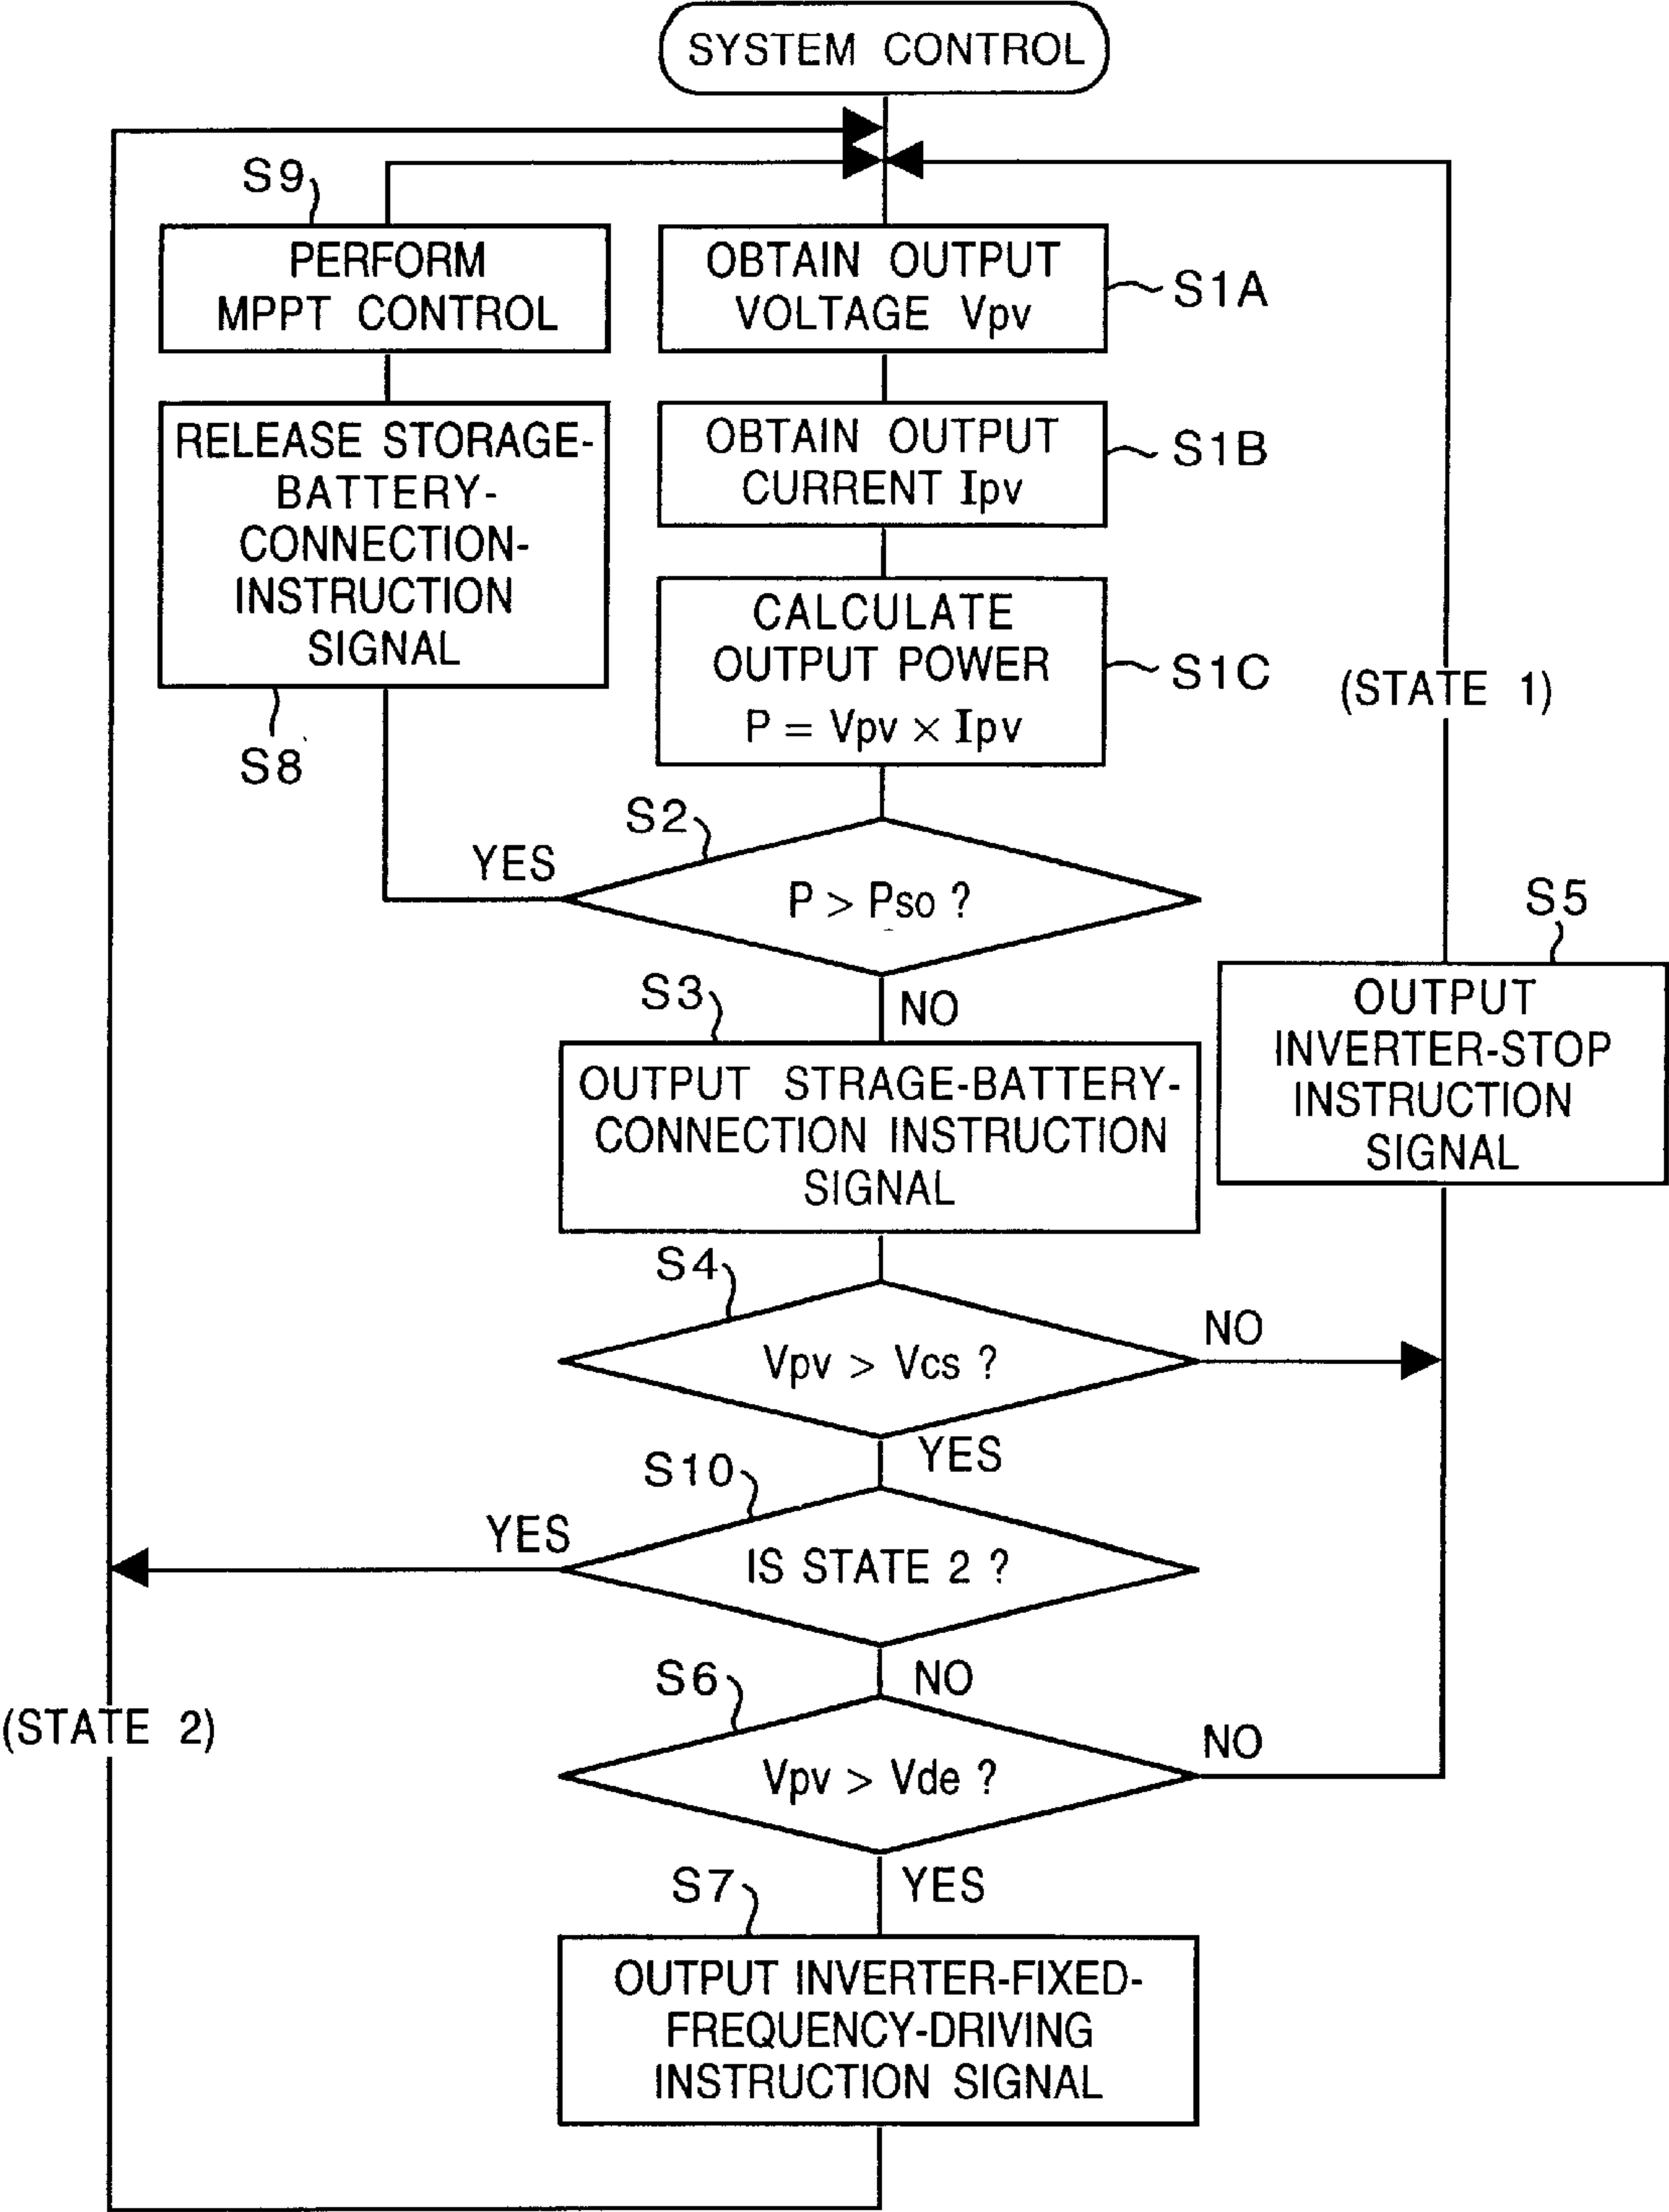 SYSTEM CONTROL
S9
PERFORM
MPPT CONTROL
OBTAIN OUTPUT
VOLTAGE Vpv
S1A
RELEASE STORAGE-
BATTERY-
CONNECTION-
INSTRUCTION
SIGNAL
S8
OBTAIN OUTPUT
CURRENT Ipv
S1B
CALCULATE
OUTPUT POWER
P = Vpv × Ipv
S1C
(STATE 1)
S2
YES
P > Pso ?
NO
S5
OUTPUT
INVERTER-STOP
INSTRUCTION
SIGNAL
S3
OUTPUT STRAGE-BATTERY-
CONNECTION INSTRUCTION
SIGNAL
S4
Vpv > Vcs ?
NO
YES
S10
YES
IS STATE 2 ?
NO
(STATE 2)
S6
Vpv > Vde ?
NO
YES
S7
OUTPUT INVERTER-FIXED-
FREQUENCY-DRIVING
INSTRUCTION SIGNAL